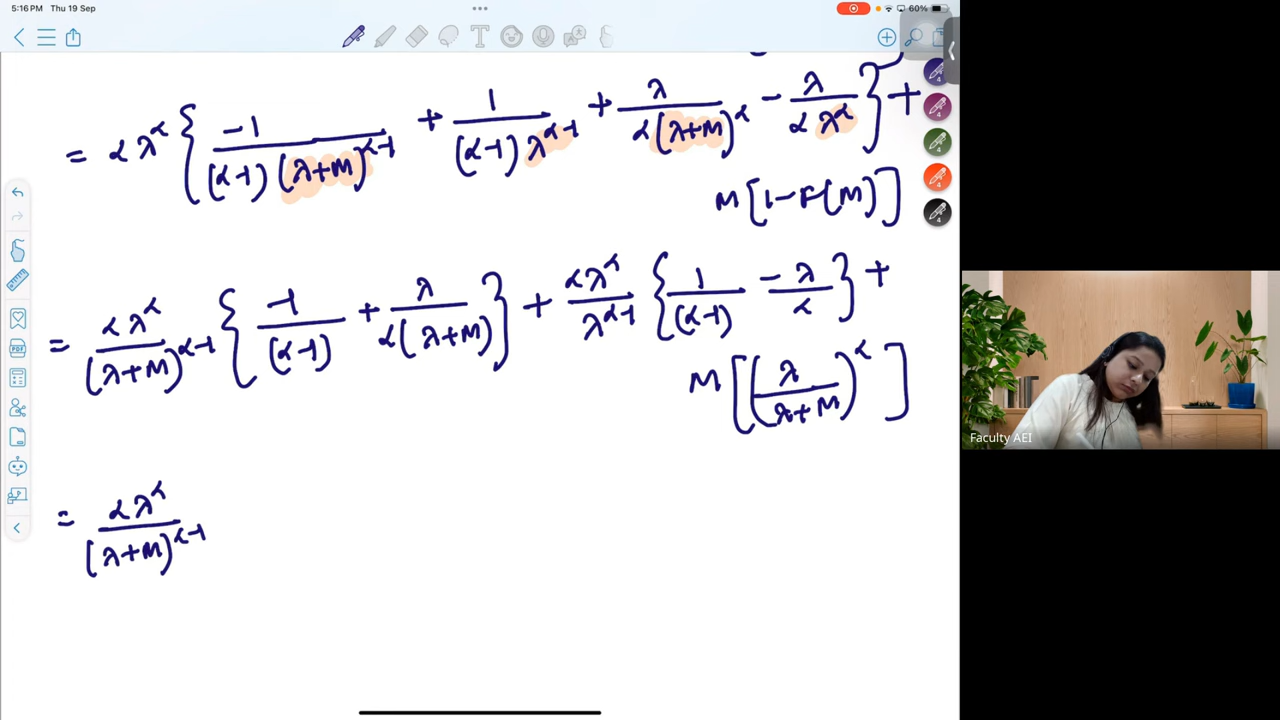 5:16 PM Thu 19 Sep
60%
= αλ^α { -1/((α-1)(λ+M)^(α-1)) + 1/((α-1)λ^(α-1)) + λ/(α(λ+M)^α) - λ/(αλ^α) } +
M[1-F(M)]
= αλ^α/(λ+M)^(α-1) { -1/(α-1) + λ/(α(λ+M)) } + αλ^α/λ^(α-1) { 1/(α-1) - λ/α } +
M[(λ/(λ+M))^α]
= αλ^α/(λ+M)^(α-1)
Faculty AEI